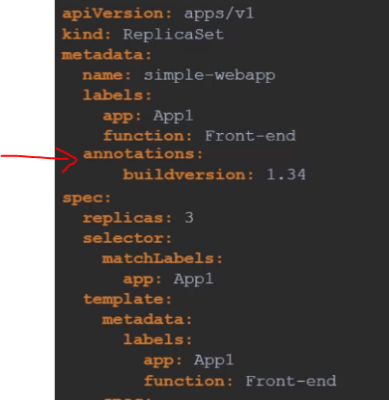 apiVersion: apps/v1
kind: ReplicaSet
metadata:
  name: simple-webapp
  labels:
    app: App1
    function: Front-end
  annotations:
      buildversion: 1.34
spec:
  replicas: 3
  selector:
    matchLabels:
      app: App1
  template:
    metadata:
      labels:
        app: App1
        function: Front-end